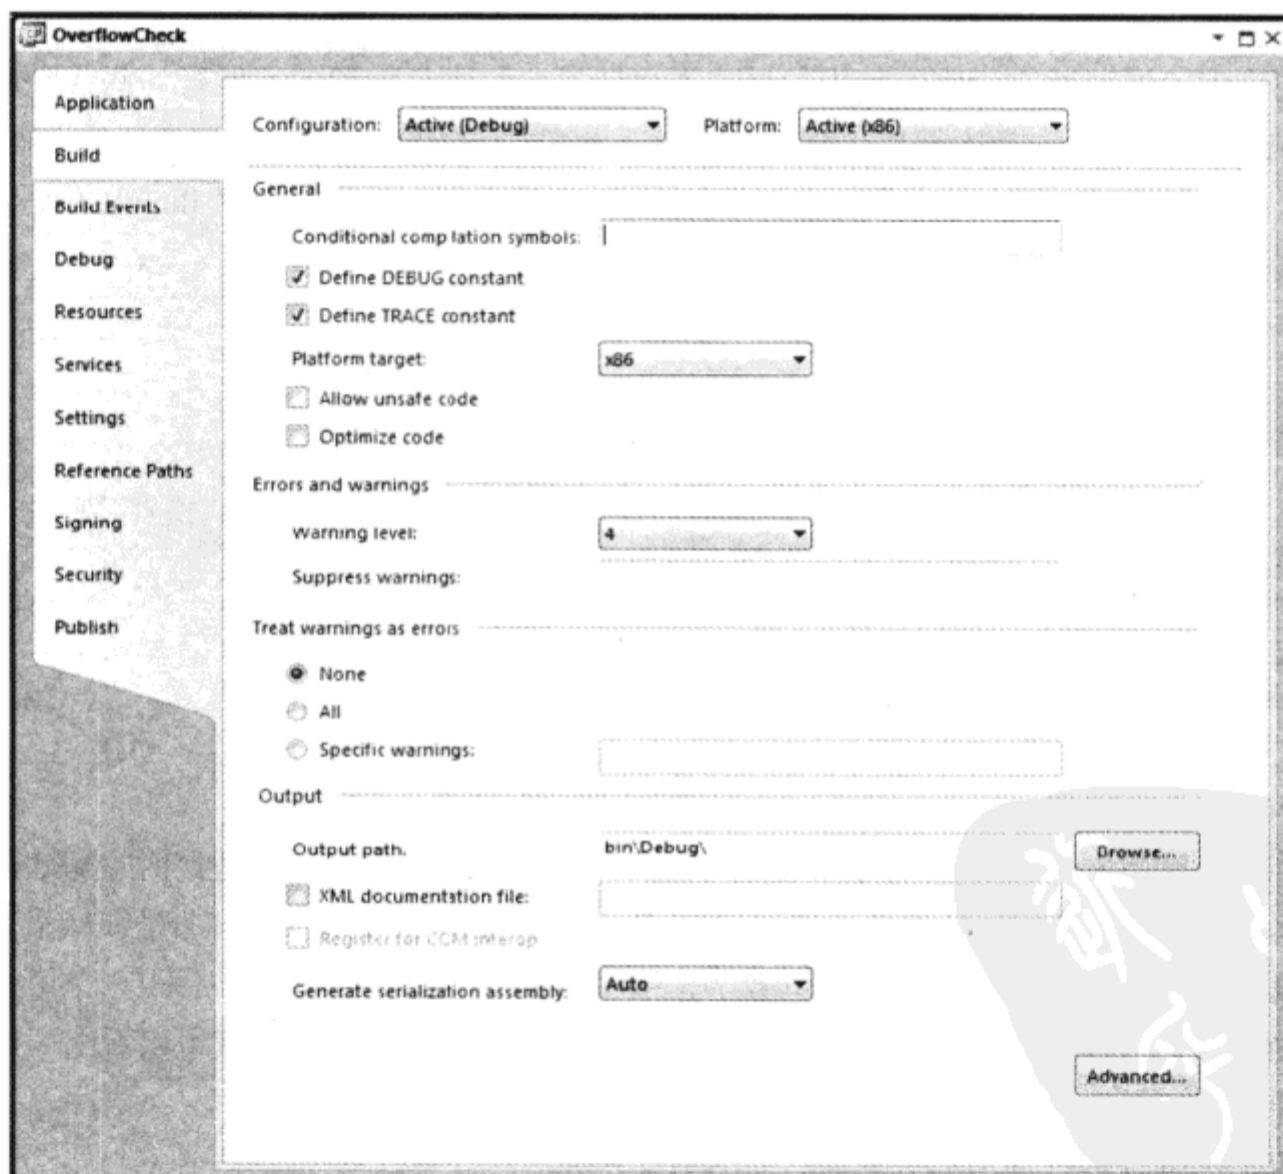 OverflowCheck
Application
Build
Build Events
Debug
Resources
Services
Settings
Reference Paths
Signing
Security
Publish
Configuration: Active (Debug) Platform: Active (x86)
General
Conditional comp lation symbols:
Define DEBUG constant
Define TRACE constant
Platform target: x86
Allow unsafe code
Optimize code
Errors and warnings
Warning level: 4
Suppress warnings:
Treat warnings as errors
None
All
Specific warnings:
Output
Output path. bin\Debug\ Browse...
XML documentation file:
Register for COM interop
Generate serialization assembly: Auto
Advanced...